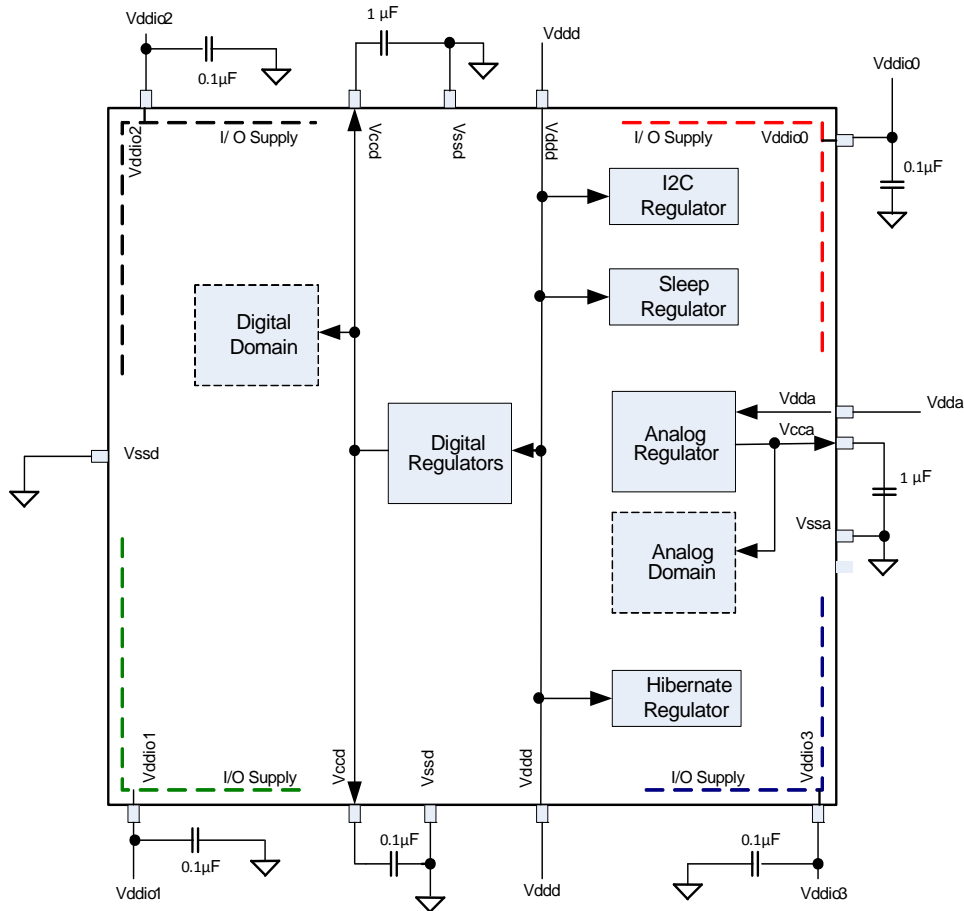 Vddio2
0.1µF
1 µF
Vddd
Vddio0
0.1µF
Vddio2
I/ O Supply
Vccd
Vssd
Vddd
I/ O Supply
Vddio0
I2C
Regulator
Sleep
Regulator
Digital
Domain
Digital
Regulators
Analog
Regulator
Vdda
Vdda
Vcca
1 µF
Vssa
Vssd
Analog
Domain
Hibernate
Regulator
Vddio1
I/O Supply
Vccd
Vssd
Vddd
I/O Supply
Vddio3
0.1µF
Vddio1
0.1µF
Vddd
0.1µF
Vddio3